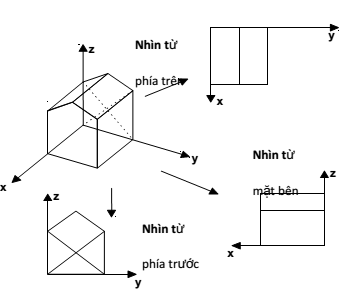 z
Nhìn từ
phía trên
y
x
y
x
Nhìn từ
mặt bên
z
x
z
Nhìn từ
phía trước
y